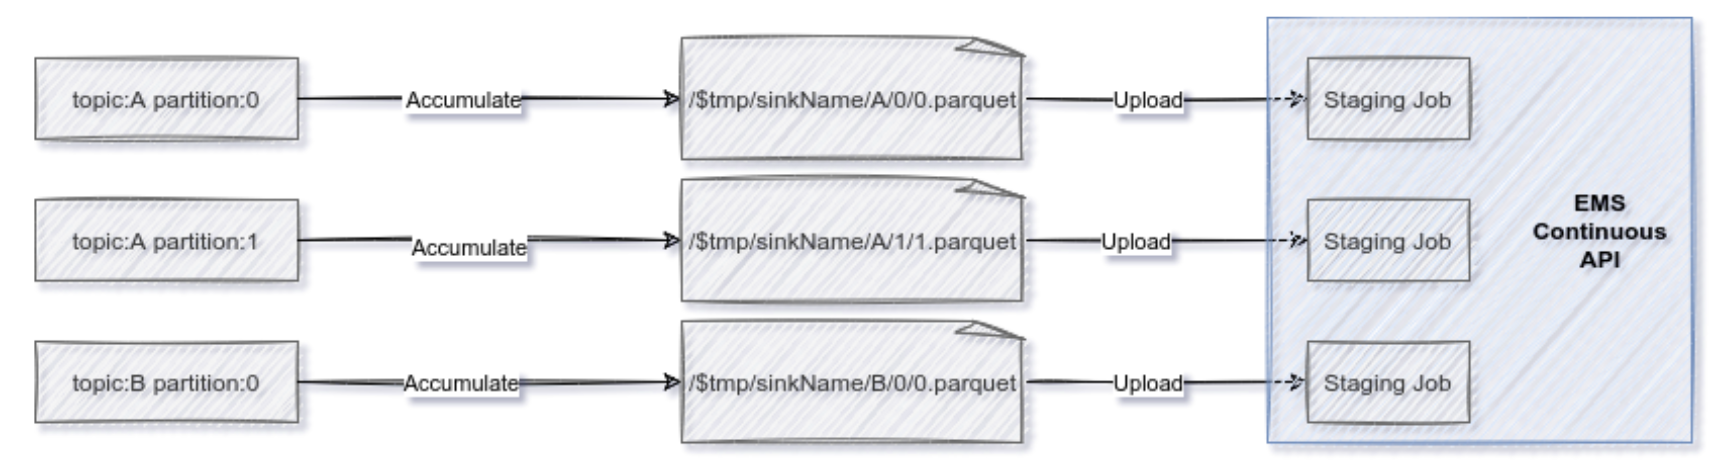 topic:A partition:0
Accumulate
/$tmp/sinkName/A/0/0.parquet
Upload
Staging Job
topic:A partition:1
Accumulate
/$tmp/sinkName/A/1/1.parquet
Upload
Staging Job
EMS
Continuous
API
topic:B partition:0
Accumulate
/$tmp/sinkName/B/0/0.parquet
Upload
Staging Job